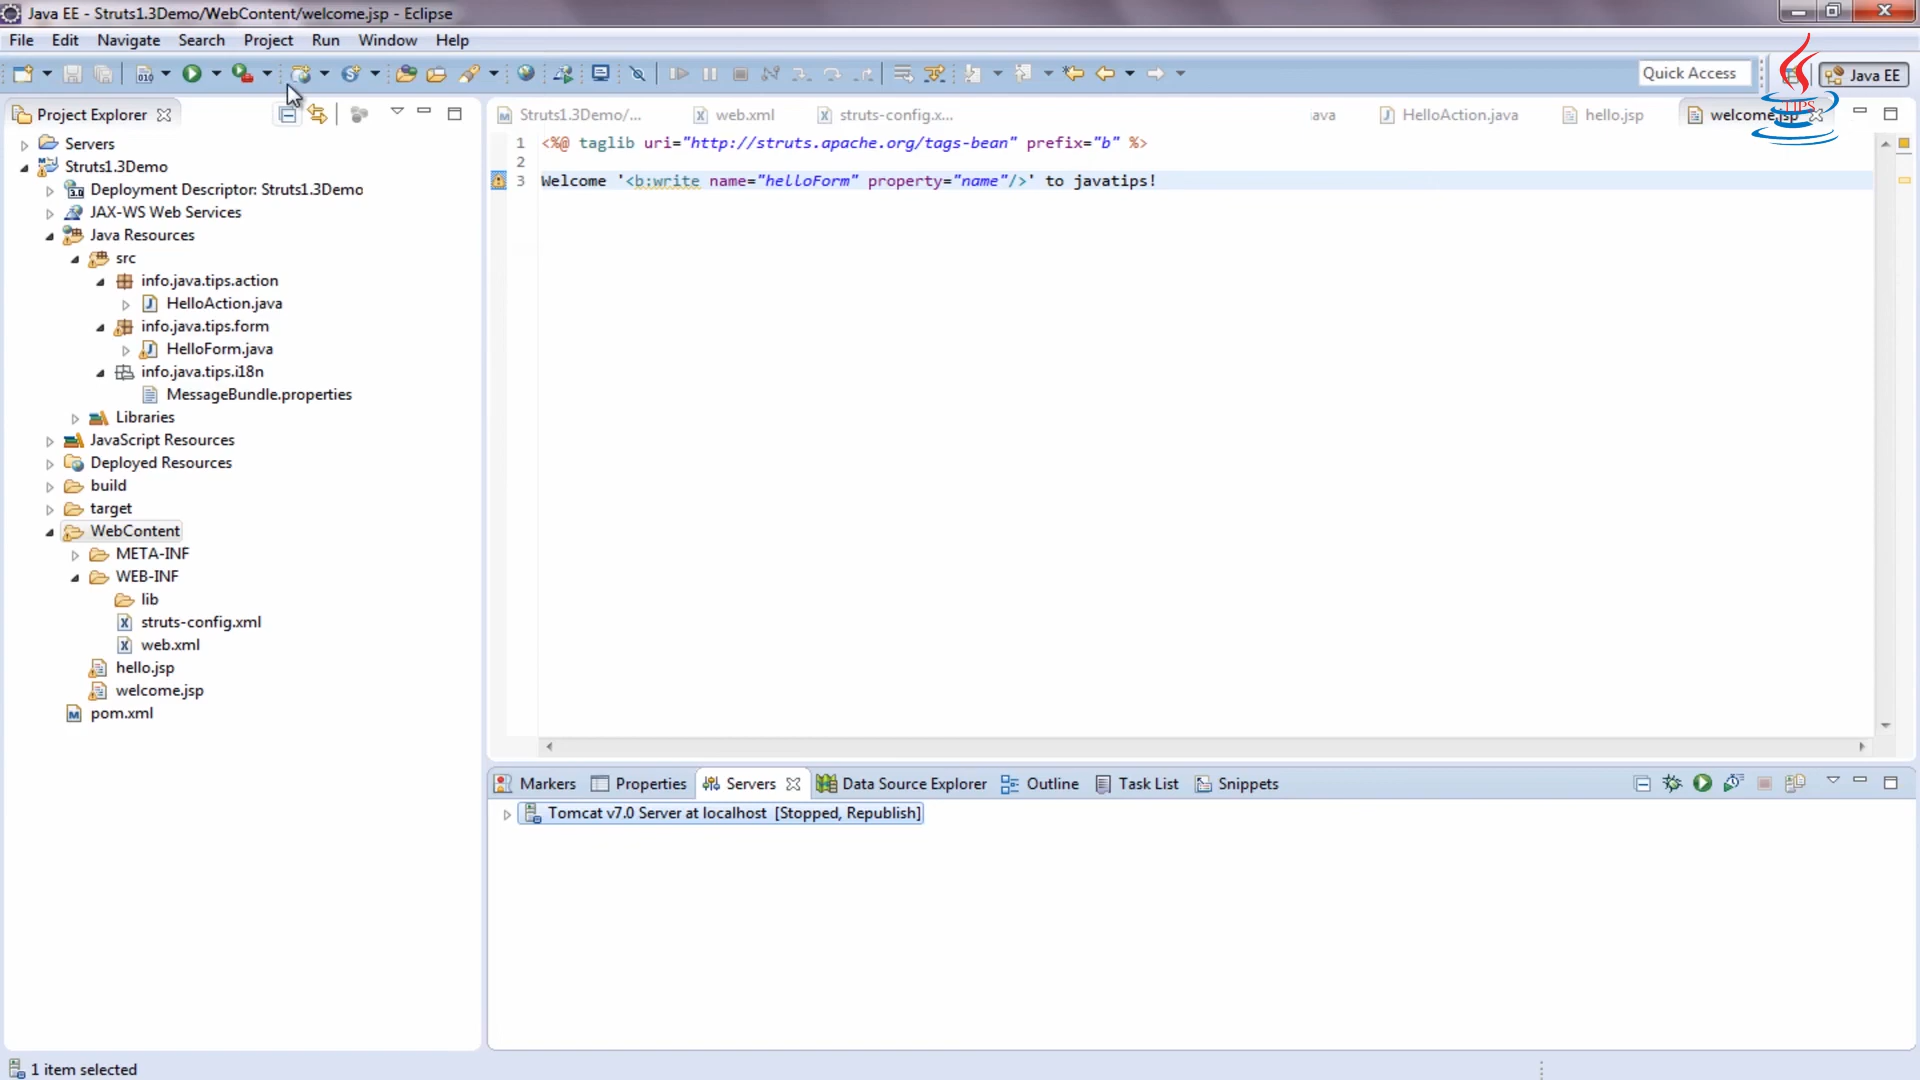 Java EE - Struts1.3Demo/WebContent/welcome.jsp - Eclipse
File Edit Navigate Search Project Run Window Help
Quick Access
Java EE
TIPS
Project Explorer
Servers
Struts1.3Demo
Deployment Descriptor: Struts1.3Demo
JAX-WS Web Services
Java Resources
src
info.java.tips.action
HelloAction.java
info.java.tips.form
HelloForm.java
info.java.tips.i18n
MessageBundle.properties
Libraries
JavaScript Resources
Deployed Resources
build
target
WebContent
META-INF
WEB-INF
lib
struts-config.xml
web.xml
hello.jsp
welcome.jsp
pom.xml
Struts1.3Demo/... web.xml struts-config.x... ava HelloAction.java hello.jsp welcome.jsp
1 <%@ taglib uri="http://struts.apache.org/tags-bean" prefix="b" %>
2
3 Welcome '<b:write name="helloForm" property="name"/>' to javatips!
Markers Properties Servers Data Source Explorer Outline Task List Snippets
Tomcat v7.0 Server at localhost [Stopped, Republish]
1 item selected